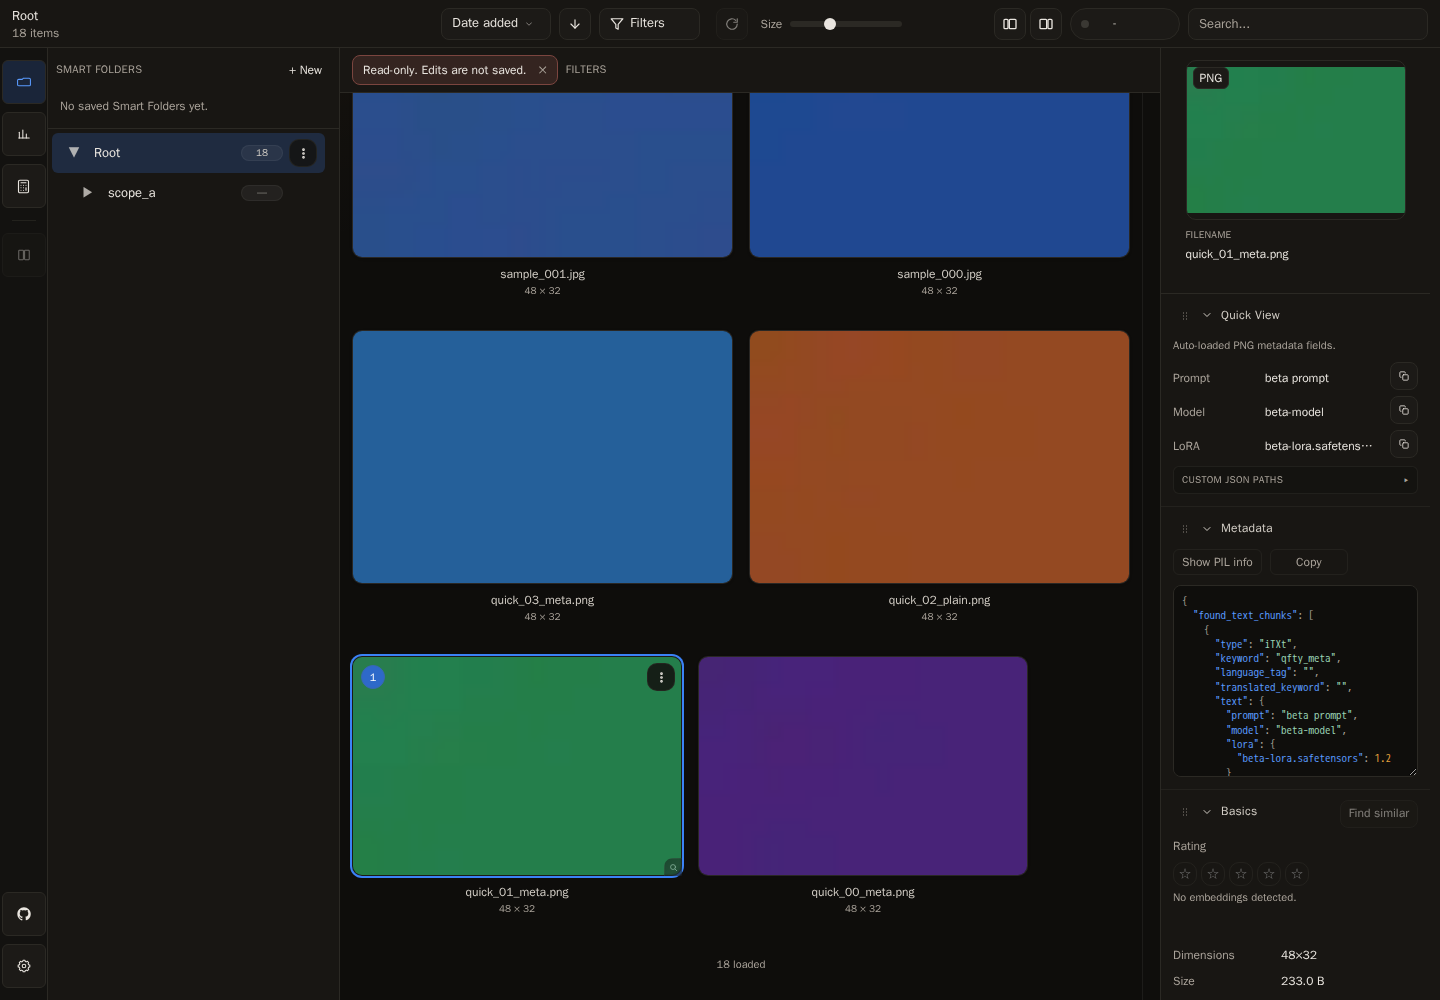 Root
18 items
Date added
Filters
Size
-
Search...
SMART FOLDERS
+ New
No saved Smart Folders yet.
Root
18
scope_a
—
Read-only. Edits are not saved.
FILTERS
sample_001.jpg
48 × 32
sample_000.jpg
48 × 32
quick_03_meta.png
48 × 32
quick_02_plain.png
48 × 32
1
quick_01_meta.png
48 × 32
quick_00_meta.png
48 × 32
18 loaded
PNG
FILENAME
quick_01_meta.png
Quick View
Auto-loaded PNG metadata fields.
Prompt
beta prompt
Model
beta-model
LoRA
beta-lora.safetens···
CUSTOM JSON PATHS
Metadata
Show PIL info
Copy
{
"found_text_chunks": [
{
"type": "iTXt",
"keyword": "qfty_meta",
"language_tag": "",
"translated_keyword": "",
"text": {
"prompt": "beta prompt",
"model": "beta-model",
"lora": {
"beta-lora.safetensors": 1.2
}
Basics
Find similar
Rating
No embeddings detected.
Dimensions
48×32
Size
233.0 B